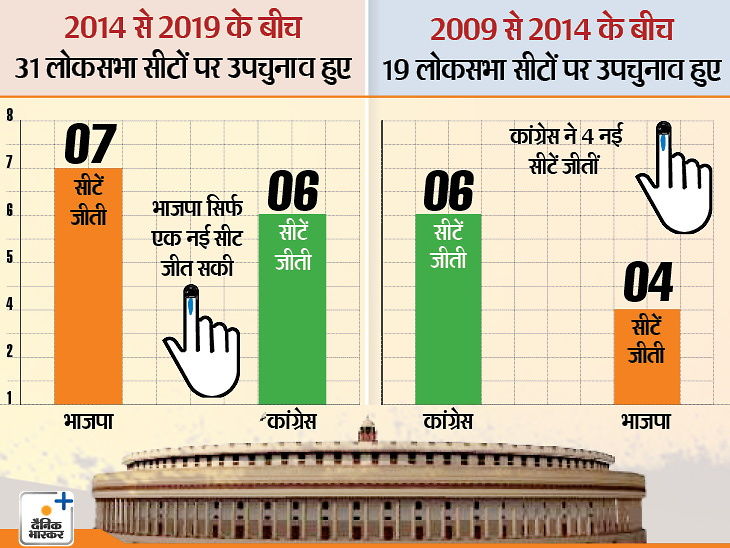 2014 से 2019 के बीच
31 लोकसभा सीटों पर उपचुनाव हुए
8
7
6
5
4
2
1
07
सीटें
जीती
भाजपा सिर्फ
एक नई सीट
जीत सकी
06
सीटें
जीती
भाजपा
कांग्रेस
2009 से 2014 के बीच
19 लोकसभा सीटों पर उपचुनाव हुए
कांग्रेस ने 4 नई
सीटें जीतीं
06
सीटें
जीती
04
सीटें
जीती
कांग्रेस
भाजपा
दैनिक
भास्कर